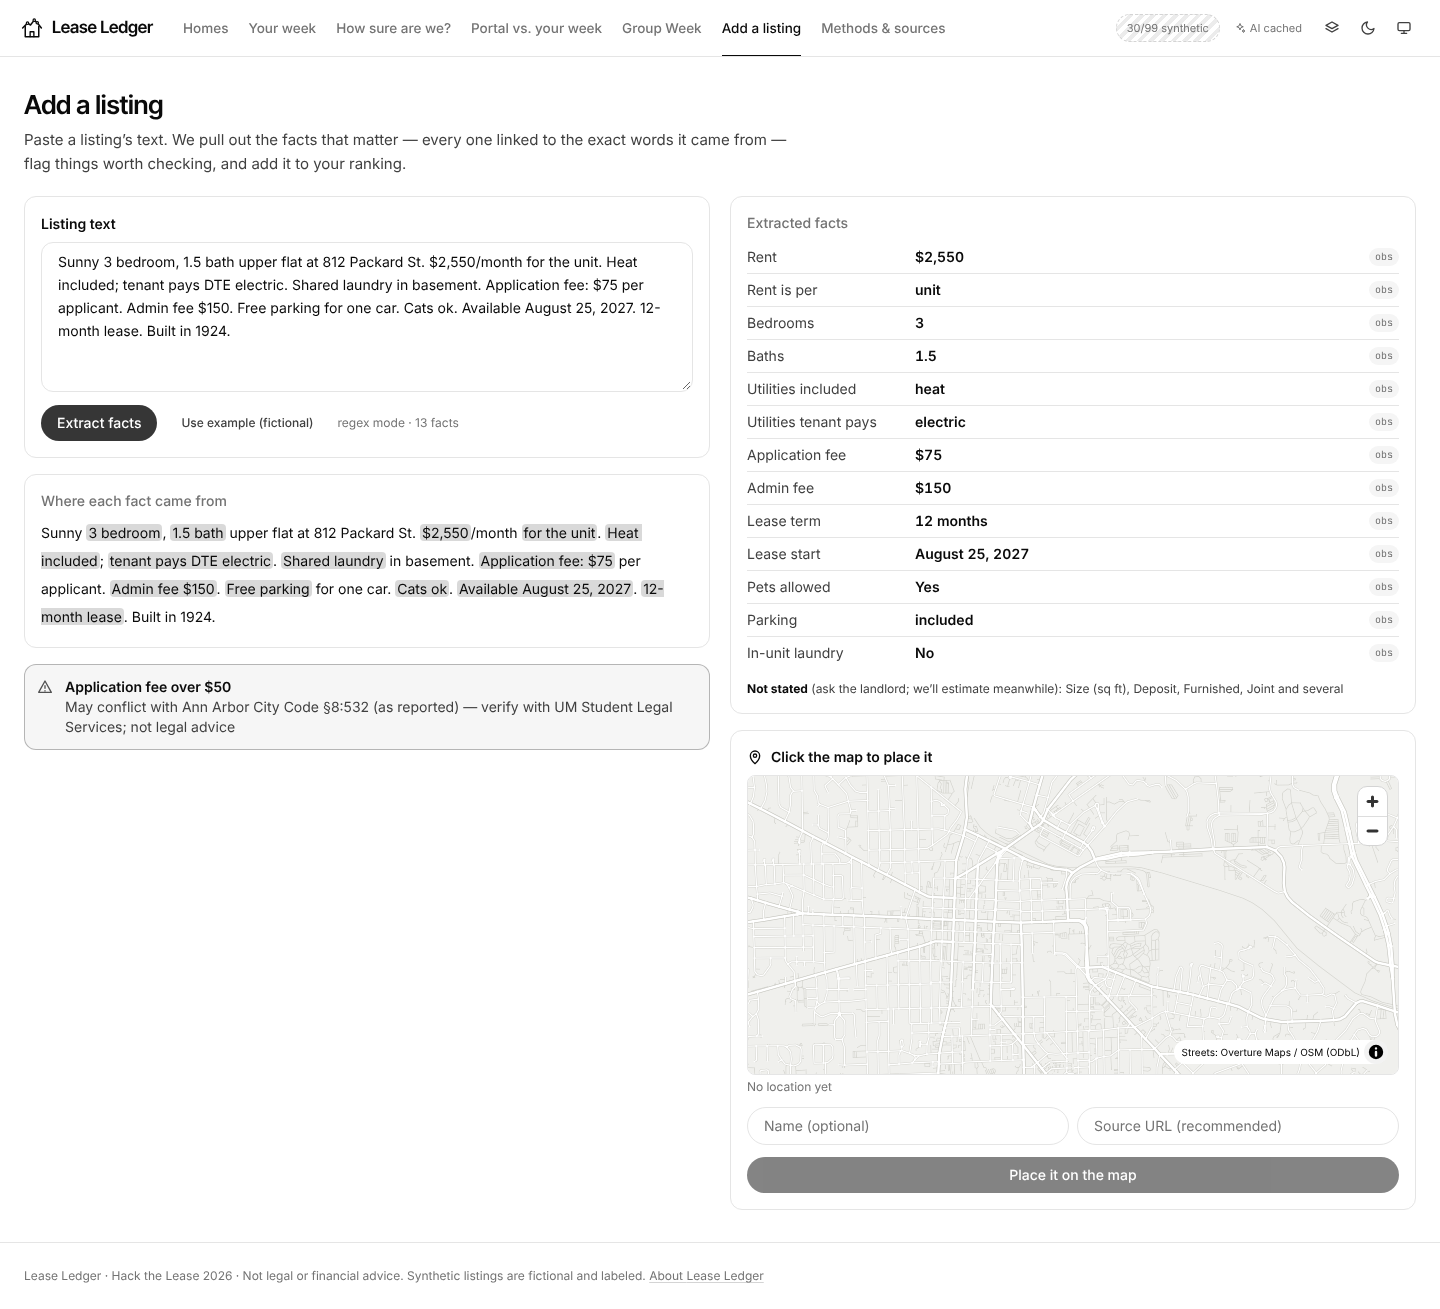 Lease Ledger
Homes
Your week
How sure are we?
Portal vs. your week
Group Week
Add a listing
Methods & sources
30/99 synthetic
AI cached
Add a listing
Paste a listing's text. We pull out the facts that matter — every one linked to the exact words it came from —
flag things worth checking, and add it to your ranking.
Listing text
Sunny 3 bedroom, 1.5 bath upper flat at 812 Packard St. $2,550/month for the unit. Heat
included; tenant pays DTE electric. Shared laundry in basement. Application fee: $75 per
applicant. Admin fee $150. Free parking for one car. Cats ok. Available August 25, 2027. 12-
month lease. Built in 1924.
Extract facts
Use example (fictional)
regex mode · 13 facts
Where each fact came from
Sunny 3 bedroom, 1.5 bath upper flat at 812 Packard St. $2,550/month for the unit. Heat
included; tenant pays DTE electric. Shared laundry in basement. Application fee: $75 per
applicant. Admin fee $150. Free parking for one car. Cats ok. Available August 25, 2027. 12-
month lease. Built in 1924.
Application fee over $50
May conflict with Ann Arbor City Code §8:532 (as reported) — verify with UM Student Legal
Services; not legal advice
Extracted facts
Rent $2,550 obs
Rent is per unit obs
Bedrooms 3 obs
Baths 1.5 obs
Utilities included heat obs
Utilities tenant pays electric obs
Application fee $75 obs
Admin fee $150 obs
Lease term 12 months obs
Lease start August 25, 2027 obs
Pets allowed Yes obs
Parking included obs
In-unit laundry No obs
Not stated (ask the landlord; we'll estimate meanwhile): Size (sq ft), Deposit, Furnished, Joint and several
Click the map to place it
Streets: Overture Maps / OSM (ODbL)
No location yet
Name (optional)
Source URL (recommended)
Place it on the map
Lease Ledger · Hack the Lease 2026 · Not legal or financial advice. Synthetic listings are fictional and labeled. About Lease Ledger